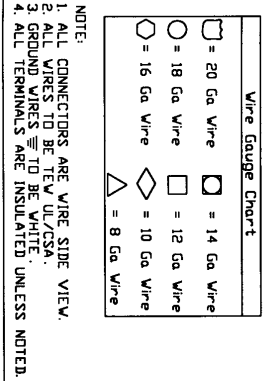 Wire Gauge Chart
= 20 Ga Wire = 14 Ga Wire
= 18 Ga Wire = 12 Ga Wire
= 16 Ga Wire = 10 Ga Wire
= 8 Ga Wire
NOTE:
1. ALL CONNECTORS ARE WIRE SIDE VIEW.
2. ALL WIRES TO BE TEW UL/CSA.
3. GROUND WIRES TO BE WHITE.
4. ALL TERMINALS ARE INSULATED UNLESS NOTED.